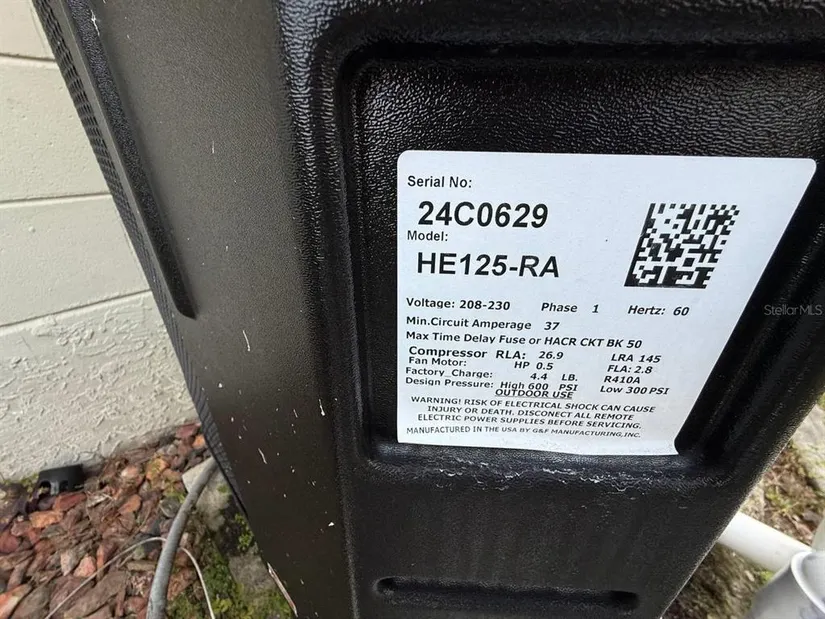 Serial No:
24C0629
Model:
HE125-RA
Voltage: 208-230 Phase 1 Hertz: 60
Min.Circuit Amperage 37
Max Time Delay Fuse or HACR CKT BK 50
Compressor RLA: 26.9 LRA 145
Fan Motor: HP 0.5 FLA: 2.8
Factory_Charge: 4.4 LB. R410A
Design Pressure: High 600 PSI Low 300 PSI
OUTDOOR USE
WARNING! RISK OF ELECTRICAL SHOCK CAN CAUSE
INJURY OR DEATH. DISCONECT ALL REMOTE
ELECTRIC POWER SUPPLIES BEFORE SERVICING.
MANUFACTURED IN THE USA BY G&F MANUFACTURING,INC.
StellarMLS